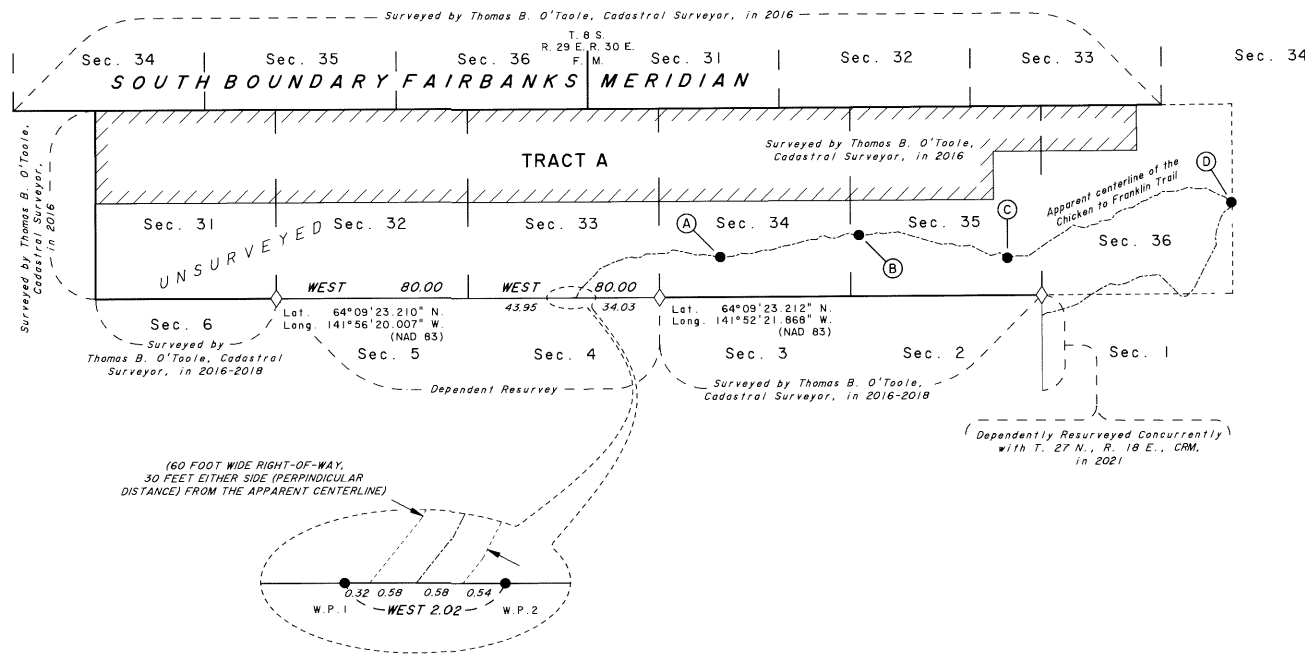 Surveyed by Thomas B. O'Toole, Cadastral Surveyor, in 2016
T. 8 S.
R. 29 E. R. 30 E.
F. M.
Sec. 34
Sec. 35
Sec. 36
Sec. 31
Sec. 32
Sec. 33
Sec. 34
SOUTH BOUNDARY FAIRBANKS MERIDIAN
Surveyed by Thomas B. O'Toole,
Cadastral Surveyor,
in 2016
Surveyed by Thomas B. O'Toole,
Cadastral Surveyor, in 2016
TRACT A
Apparent centerline of the
Chicken to Franklin Trail
D
Sec. 31
Sec. 32
Sec. 33
A
Sec. 34
B
Sec. 35
C
Sec. 36
UNSURVEYED
WEST 80.00
WEST 80.00
43.95
34.03
Lat. 64°09'23.210" N.
Long. 141°56'20.007" W.
(NAD 83)
Lat. 64°09'23.212" N.
Long. 141°52'21.868" W.
(NAD 83)
Sec. 6
Sec. 5
Sec. 4
Sec. 3
Sec. 2
Sec. 1
Surveyed by
Thomas B. O'Toole, Cadastral
Surveyor, in 2016-2018
Dependent Resurvey
Surveyed by Thomas B. O'Toole,
Cadastral Surveyor, in 2016-2018
Dependently Resurveyed Concurrently
with T. 27 N., R. 18 E., CRM,
in 2021
(60 FOOT WIDE RIGHT-OF-WAY,
30 FEET EITHER SIDE (PERPINDICULAR
DISTANCE) FROM THE APPARENT CENTERLINE)
0.32 0.58 0.58 0.54
W.P.1 WEST 2.02 W.P.2